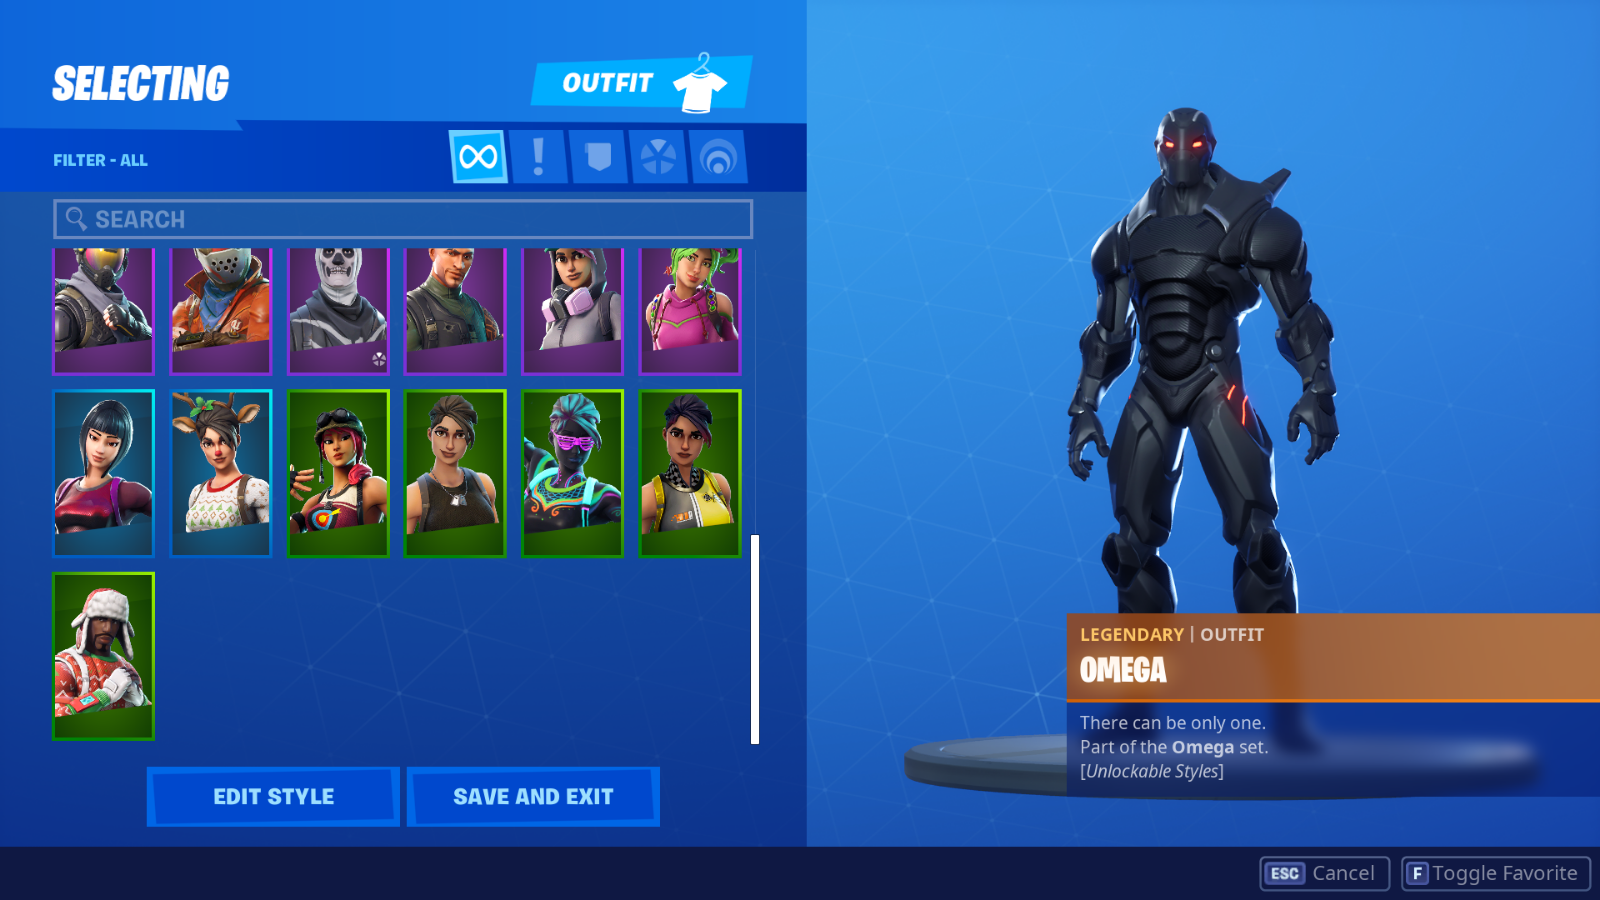 SELECTING
OUTFIT
FILTER - ALL
SEARCH
EDIT STYLE
SAVE AND EXIT
LEGENDARY | OUTFIT
OMEGA
There can be only one.
Part of the Omega set.
[Unlockable Styles]
ESC Cancel
F Toggle Favorite